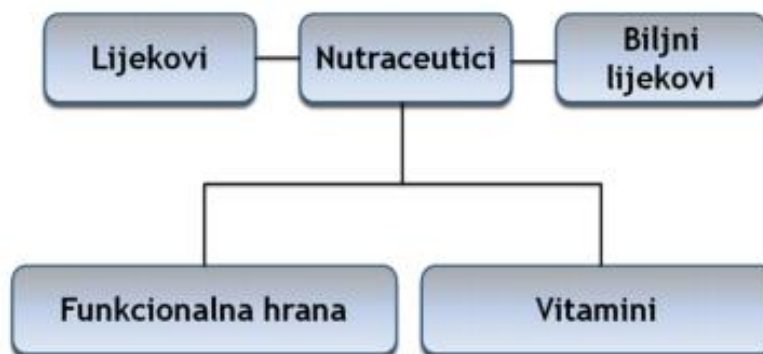 Lijekovi
Nutraceutici
Biljni
lijekovi
Funkcionalna hrana
Vitamini